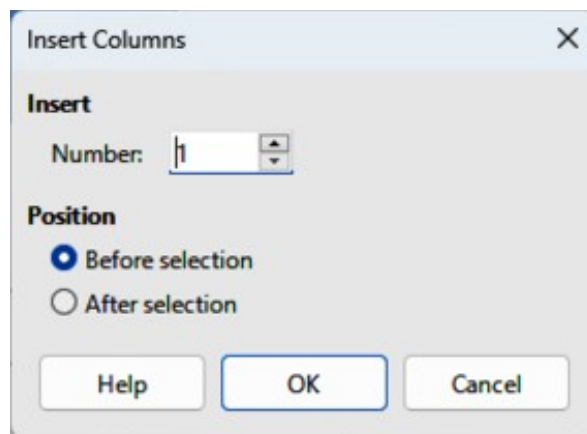 Insert Columns
Insert
Number: 1
Position
Before selection
After selection
Help OK Cancel